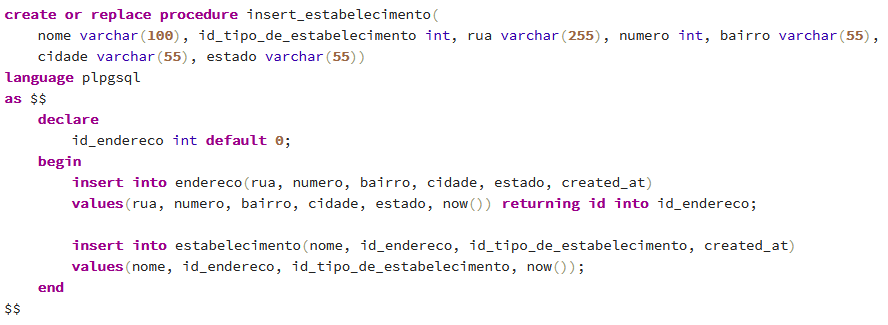 create or replace procedure insert_estabelecimento(
    nome varchar(100), id_tipo_de_estabelecimento int, rua varchar(255), numero int, bairro varchar(55),
    cidade varchar(55), estado varchar(55))
language plpgsql
as $$
    declare
        id_endereco int default 0;
    begin
        insert into endereco(rua, numero, bairro, cidade, estado, created_at)
        values(rua, numero, bairro, cidade, estado, now()) returning id into id_endereco;

        insert into estabelecimento(nome, id_endereco, id_tipo_de_estabelecimento, created_at)
        values(nome, id_endereco, id_tipo_de_estabelecimento, now());
    end
$$